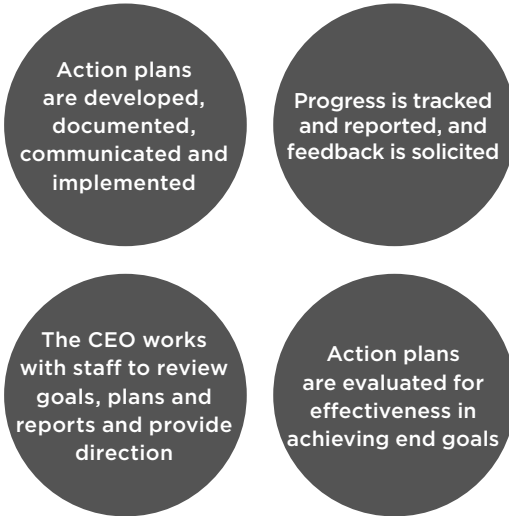 Action plans
are developed,
documented,
communicated and
implemented
Progress is tracked
and reported, and
feedback is solicited
The CEO works
with staff to review
goals, plans and
reports and provide
direction
Action plans
are evaluated for
effectiveness in
achieving end goals